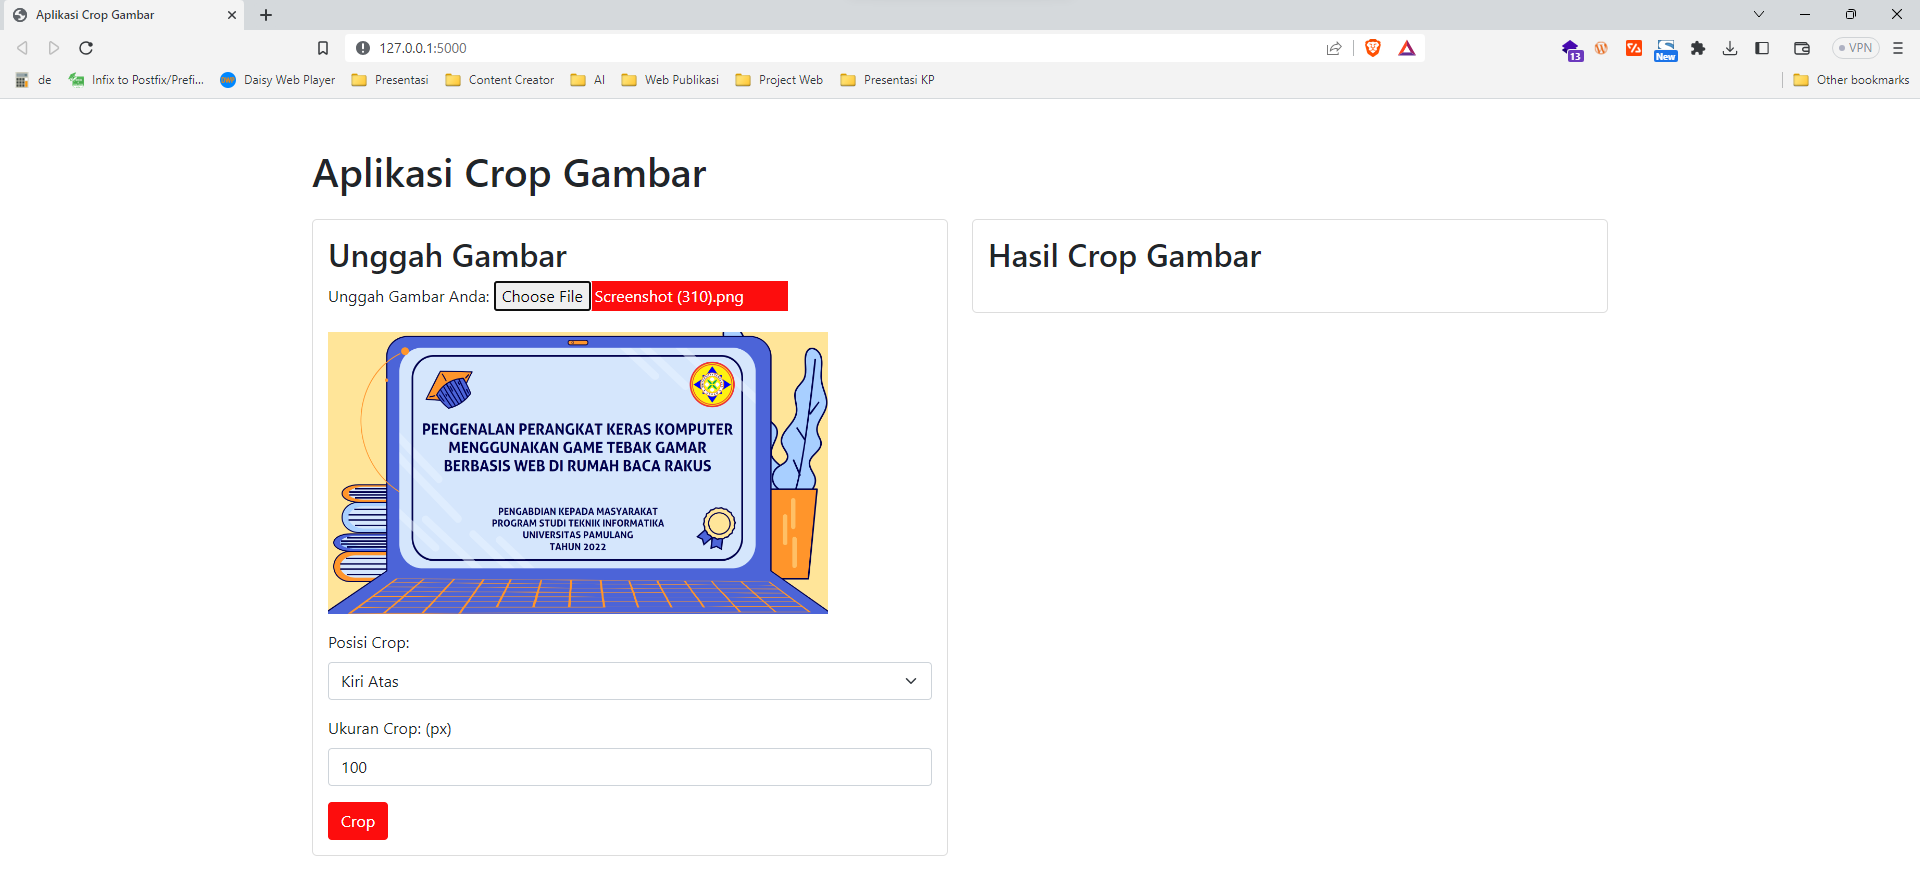 Aplikasi Crop Gambar
127.0.0.1:5000
13
New
VPN
de
Infix to Postfix/Prefi...
Daisy Web Player
Presentasi
Content Creator
AI
Web Publikasi
Project Web
Presentasi KP
Other bookmarks
Aplikasi Crop Gambar
Unggah Gambar
Unggah Gambar Anda: Choose File Screenshot (310).png
PENGENALAN PERANGKAT KERAS KOMPUTER
MENGGUNAKAN GAME TEBAK GAMAR
BERBASIS WEB DI RUMAH BACA RAKUS
PENGABDIAN KEPADA MASYARAKAT
PROGRAM STUDI TEKNIK INFORMATIKA
UNIVERSITAS PAMULANG
TAHUN 2022
Posisi Crop:
Kiri Atas
Ukuran Crop: (px)
100
Crop
Hasil Crop Gambar